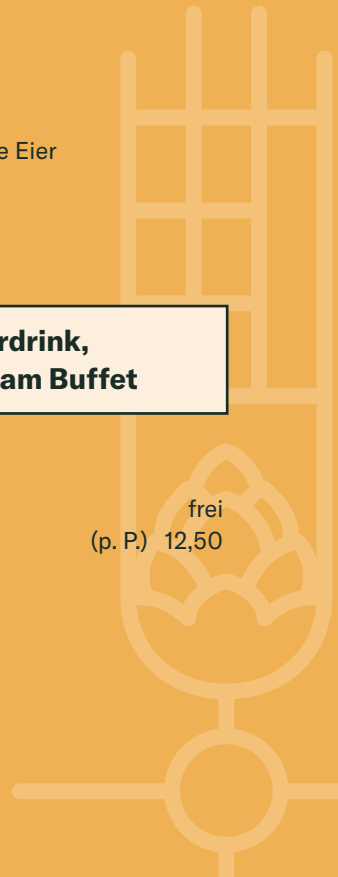 e Eier
rdrink,
am Buffet
frei
(p. P.) 12,50